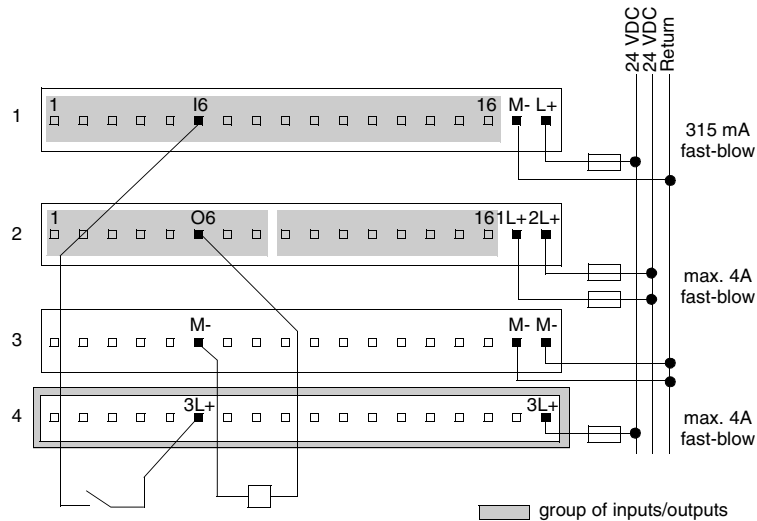 24 VDC
24 VDC
Return
1
1 I6 16 M- L+
315 mA
fast-blow
2
1 O6 16 1L+ 2L+
max. 4A
fast-blow
3
M- M- M-
4
3L+ 3L+
max. 4A
fast-blow
group of inputs/outputs